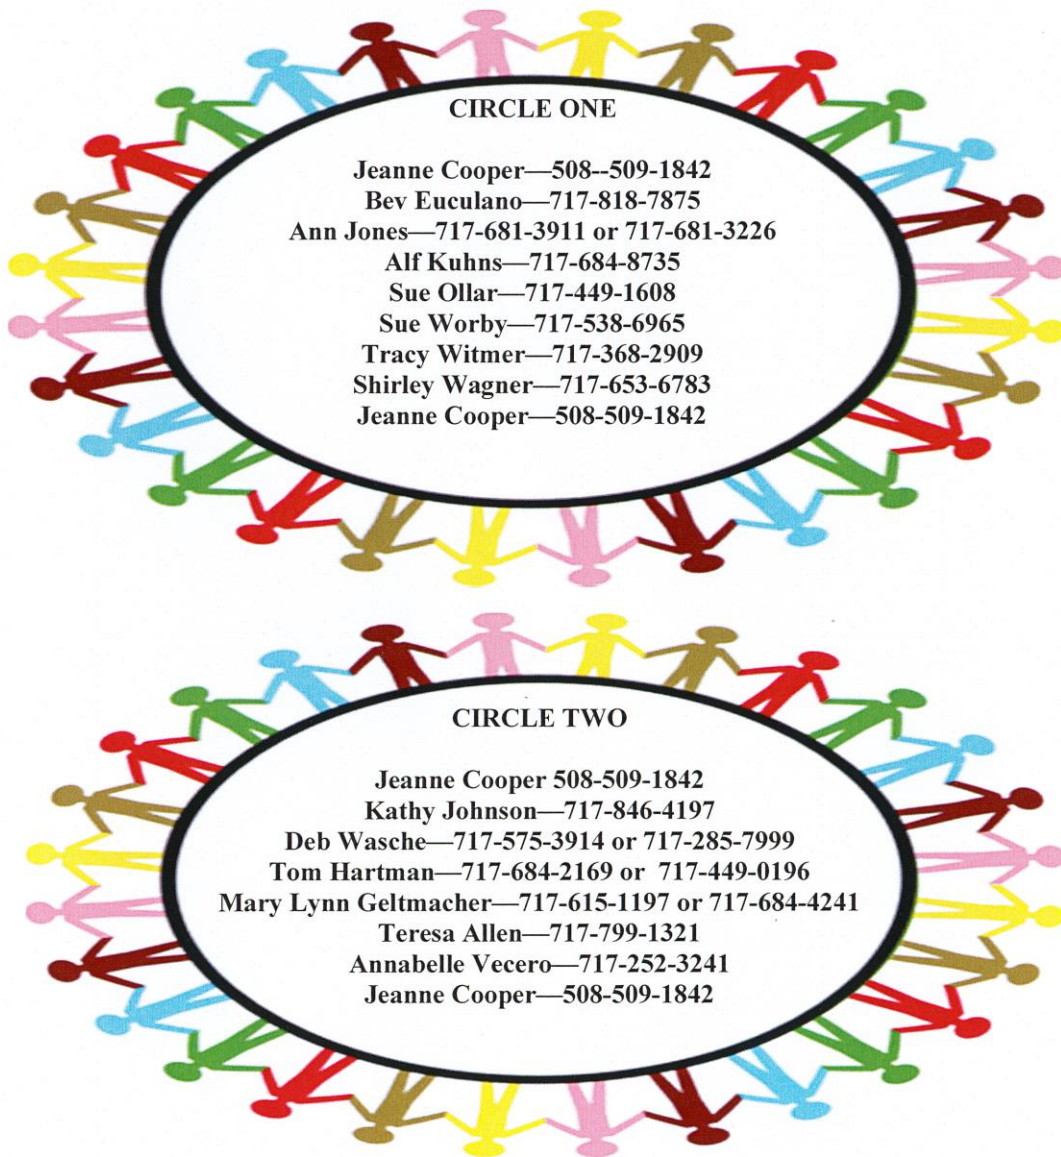 CIRCLE ONE
Jeanne Cooper—508--509-1842
Bev Euculano—717-818-7875
Ann Jones—717-681-3911 or 717-681-3226
Alf Kuhns—717-684-8735
Sue Ollar—717-449-1608
Sue Worby—717-538-6965
Tracy Witmer—717-368-2909
Shirley Wagner—717-653-6783
Jeanne Cooper—508-509-1842
CIRCLE TWO
Jeanne Cooper 508-509-1842
Kathy Johnson—717-846-4197
Deb Wasche—717-575-3914 or 717-285-7999
Tom Hartman—717-684-2169 or  717-449-0196
Mary Lynn Geltmacher—717-615-1197 or 717-684-4241
Teresa Allen—717-799-1321
Annabelle Vecero—717-252-3241
Jeanne Cooper—508-509-1842